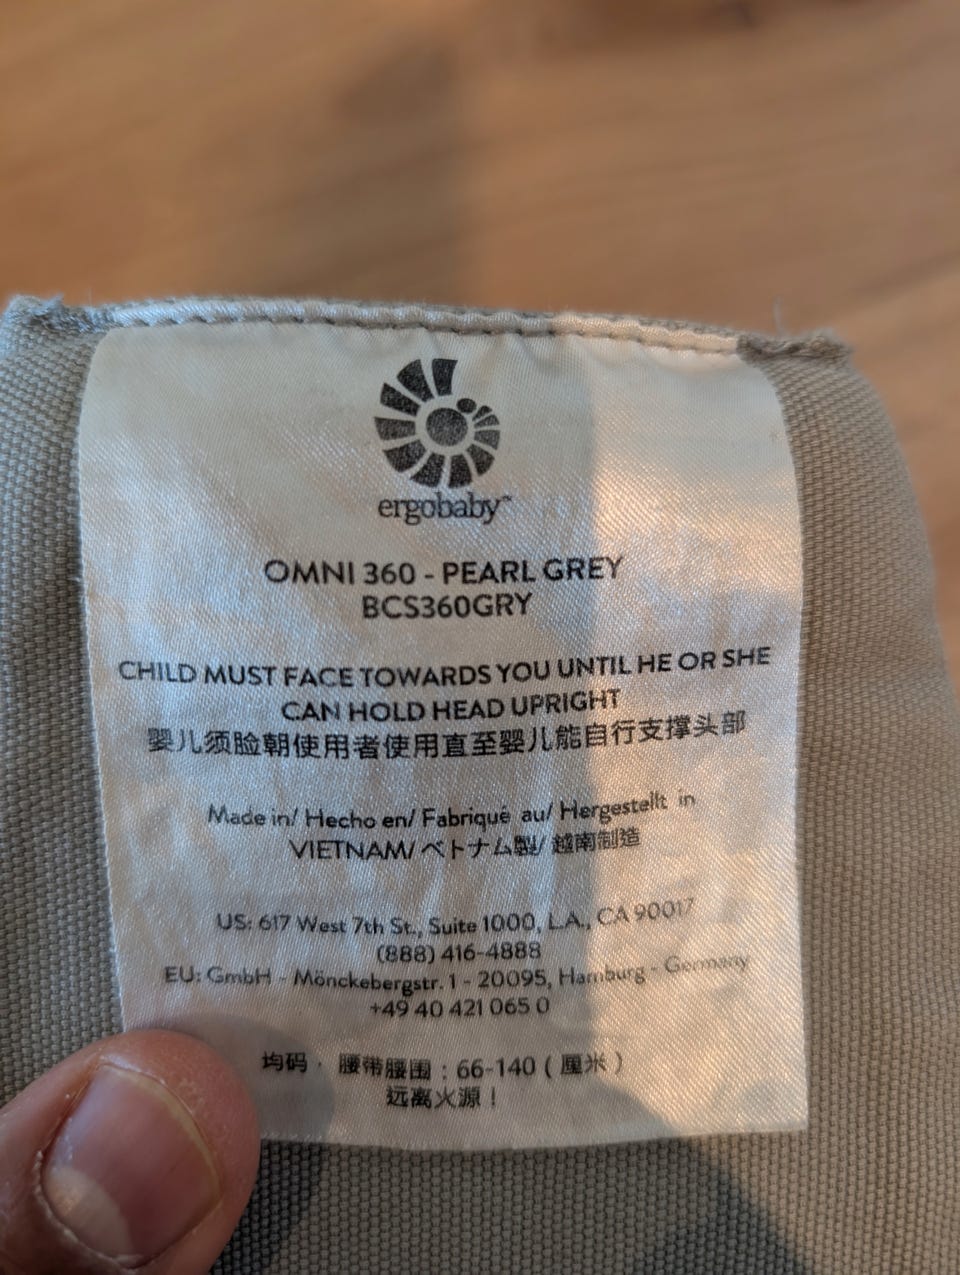 ergobaby™
OMNI 360 - PEARL GREY
BCS360GRY
CHILD MUST FACE TOWARDS YOU UNTIL HE OR SHE
CAN HOLD HEAD UPRIGHT
婴儿须脸朝使用者使用直至婴儿能自行支撑头部
Made in/ Hecho en/ Fabriqué au/ Hergestellt in
VIETNAM/ ベトナム製/ 越南制造
US: 617 West 7th St., Suite 1000, L.A., CA 90017
(888) 416-4888
EU: GmbH - Mönckebergstr. 1 - 20095, Hamburg - Germany
+49 40 421 065 0
均码，腰带腰围：66-140（厘米）
远离火源！